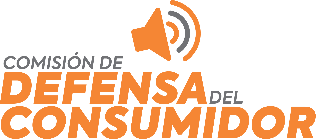 COMISIÓN DE
DEFENSA DEL
CONSUMIDOR